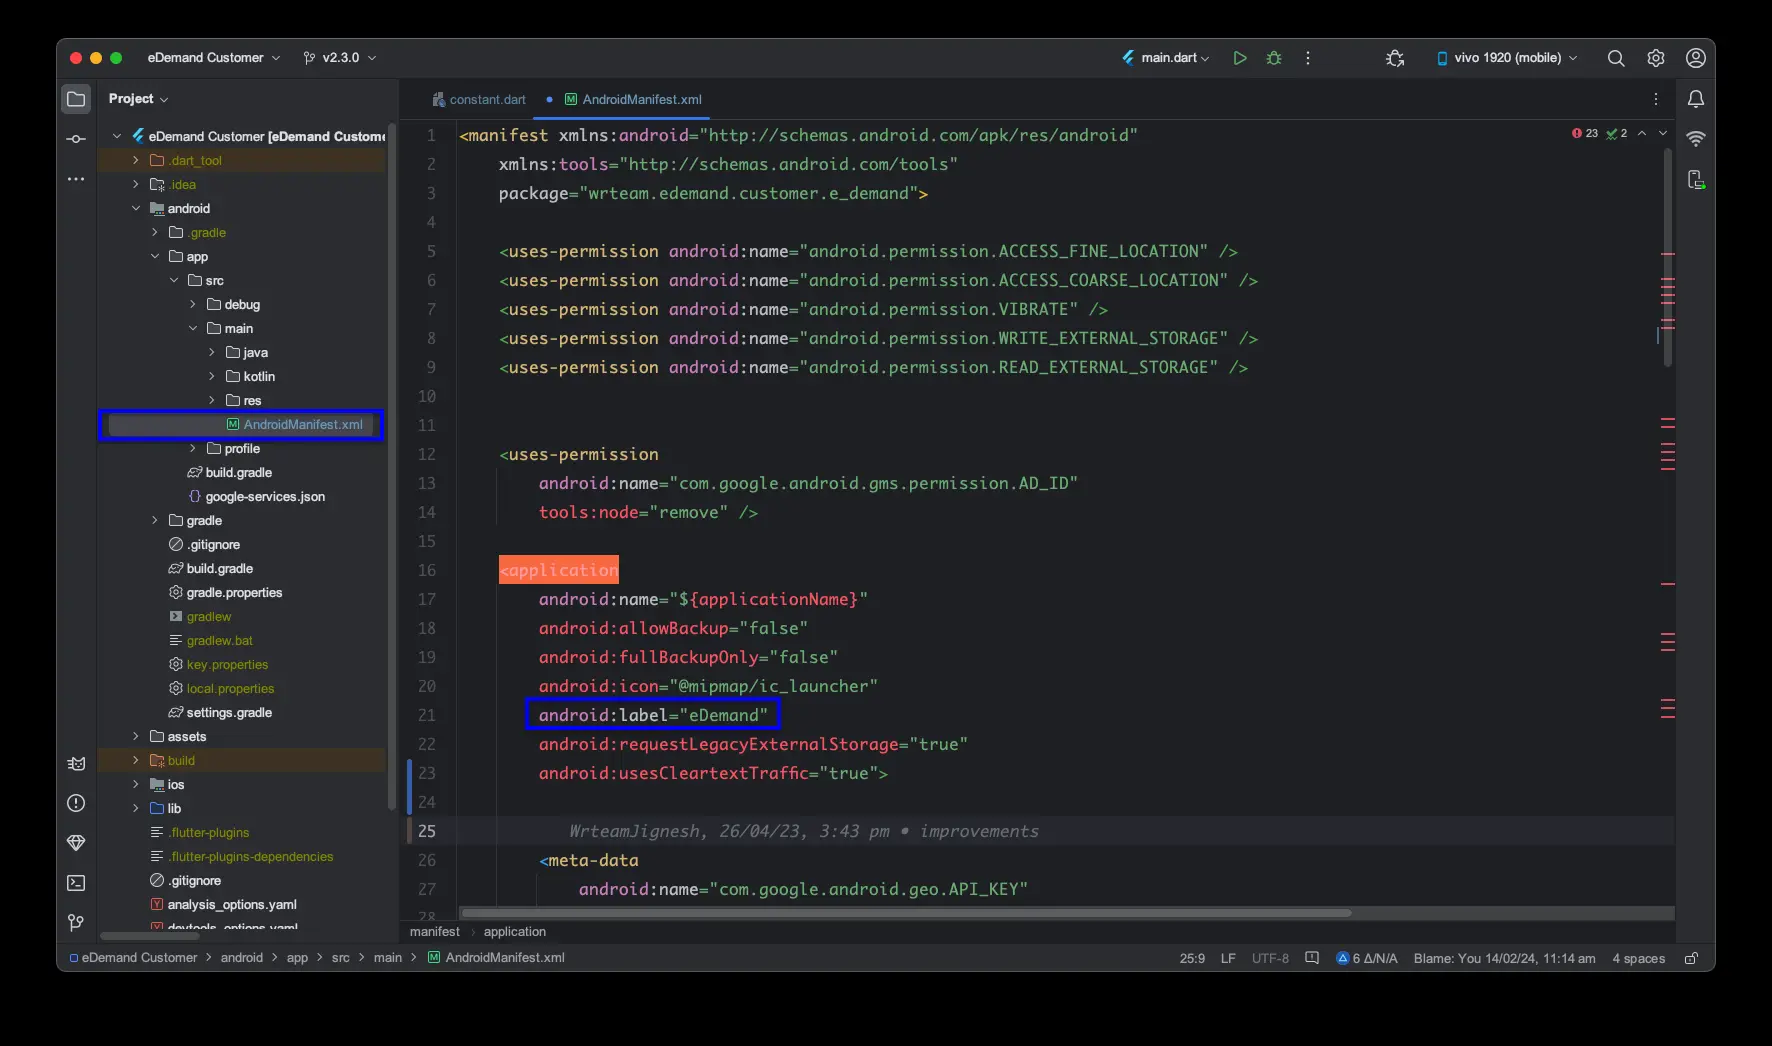 eDemand Customer v2.3.0 main.dart vivo 1920 (mobile)
Project
constant.dart AndroidManifest.xml
eDemand Customer [eDemand Custome
.dart_tool
.idea
android
.gradle
app
src
debug
main
java
kotlin
res
AndroidManifest.xml
profile
build.gradle
google-services.json
gradle
.gitignore
build.gradle
gradle.properties
gradlew
gradlew.bat
key.properties
local.properties
settings.gradle
assets
build
ios
lib
.flutter-plugins
.flutter-plugins-dependencies
.gitignore
analysis_options.yaml
devtools_options.yaml
23 2
1 <manifest xmlns:android="http://schemas.android.com/apk/res/android"
2 xmlns:tools="http://schemas.android.com/tools"
3 package="wrteam.edemand.customer.e_demand">
4
5 <uses-permission android:name="android.permission.ACCESS_FINE_LOCATION" />
6 <uses-permission android:name="android.permission.ACCESS_COARSE_LOCATION" />
7 <uses-permission android:name="android.permission.VIBRATE" />
8 <uses-permission android:name="android.permission.WRITE_EXTERNAL_STORAGE" />
9 <uses-permission android:name="android.permission.READ_EXTERNAL_STORAGE" />
10
11
12 <uses-permission
13 android:name="com.google.android.gms.permission.AD_ID"
14 tools:node="remove" />
15
16 <application
17 android:name="${applicationName}"
18 android:allowBackup="false"
19 android:fullBackupOnly="false"
20 android:icon="@mipmap/ic_launcher"
21 android:label="eDemand"
22 android:requestLegacyExternalStorage="true"
23 android:usesCleartextTraffic="true">
24
25 WrteamJignesh, 26/04/23, 3:43 pm • improvements
26 <meta-data
27 android:name="com.google.android.geo.API_KEY"
28
manifest > application
eDemand Customer > android > app > src > main > AndroidManifest.xml
25:9 LF UTF-8 6 Δ/N/A Blame: You 14/02/24, 11:14 am 4 spaces